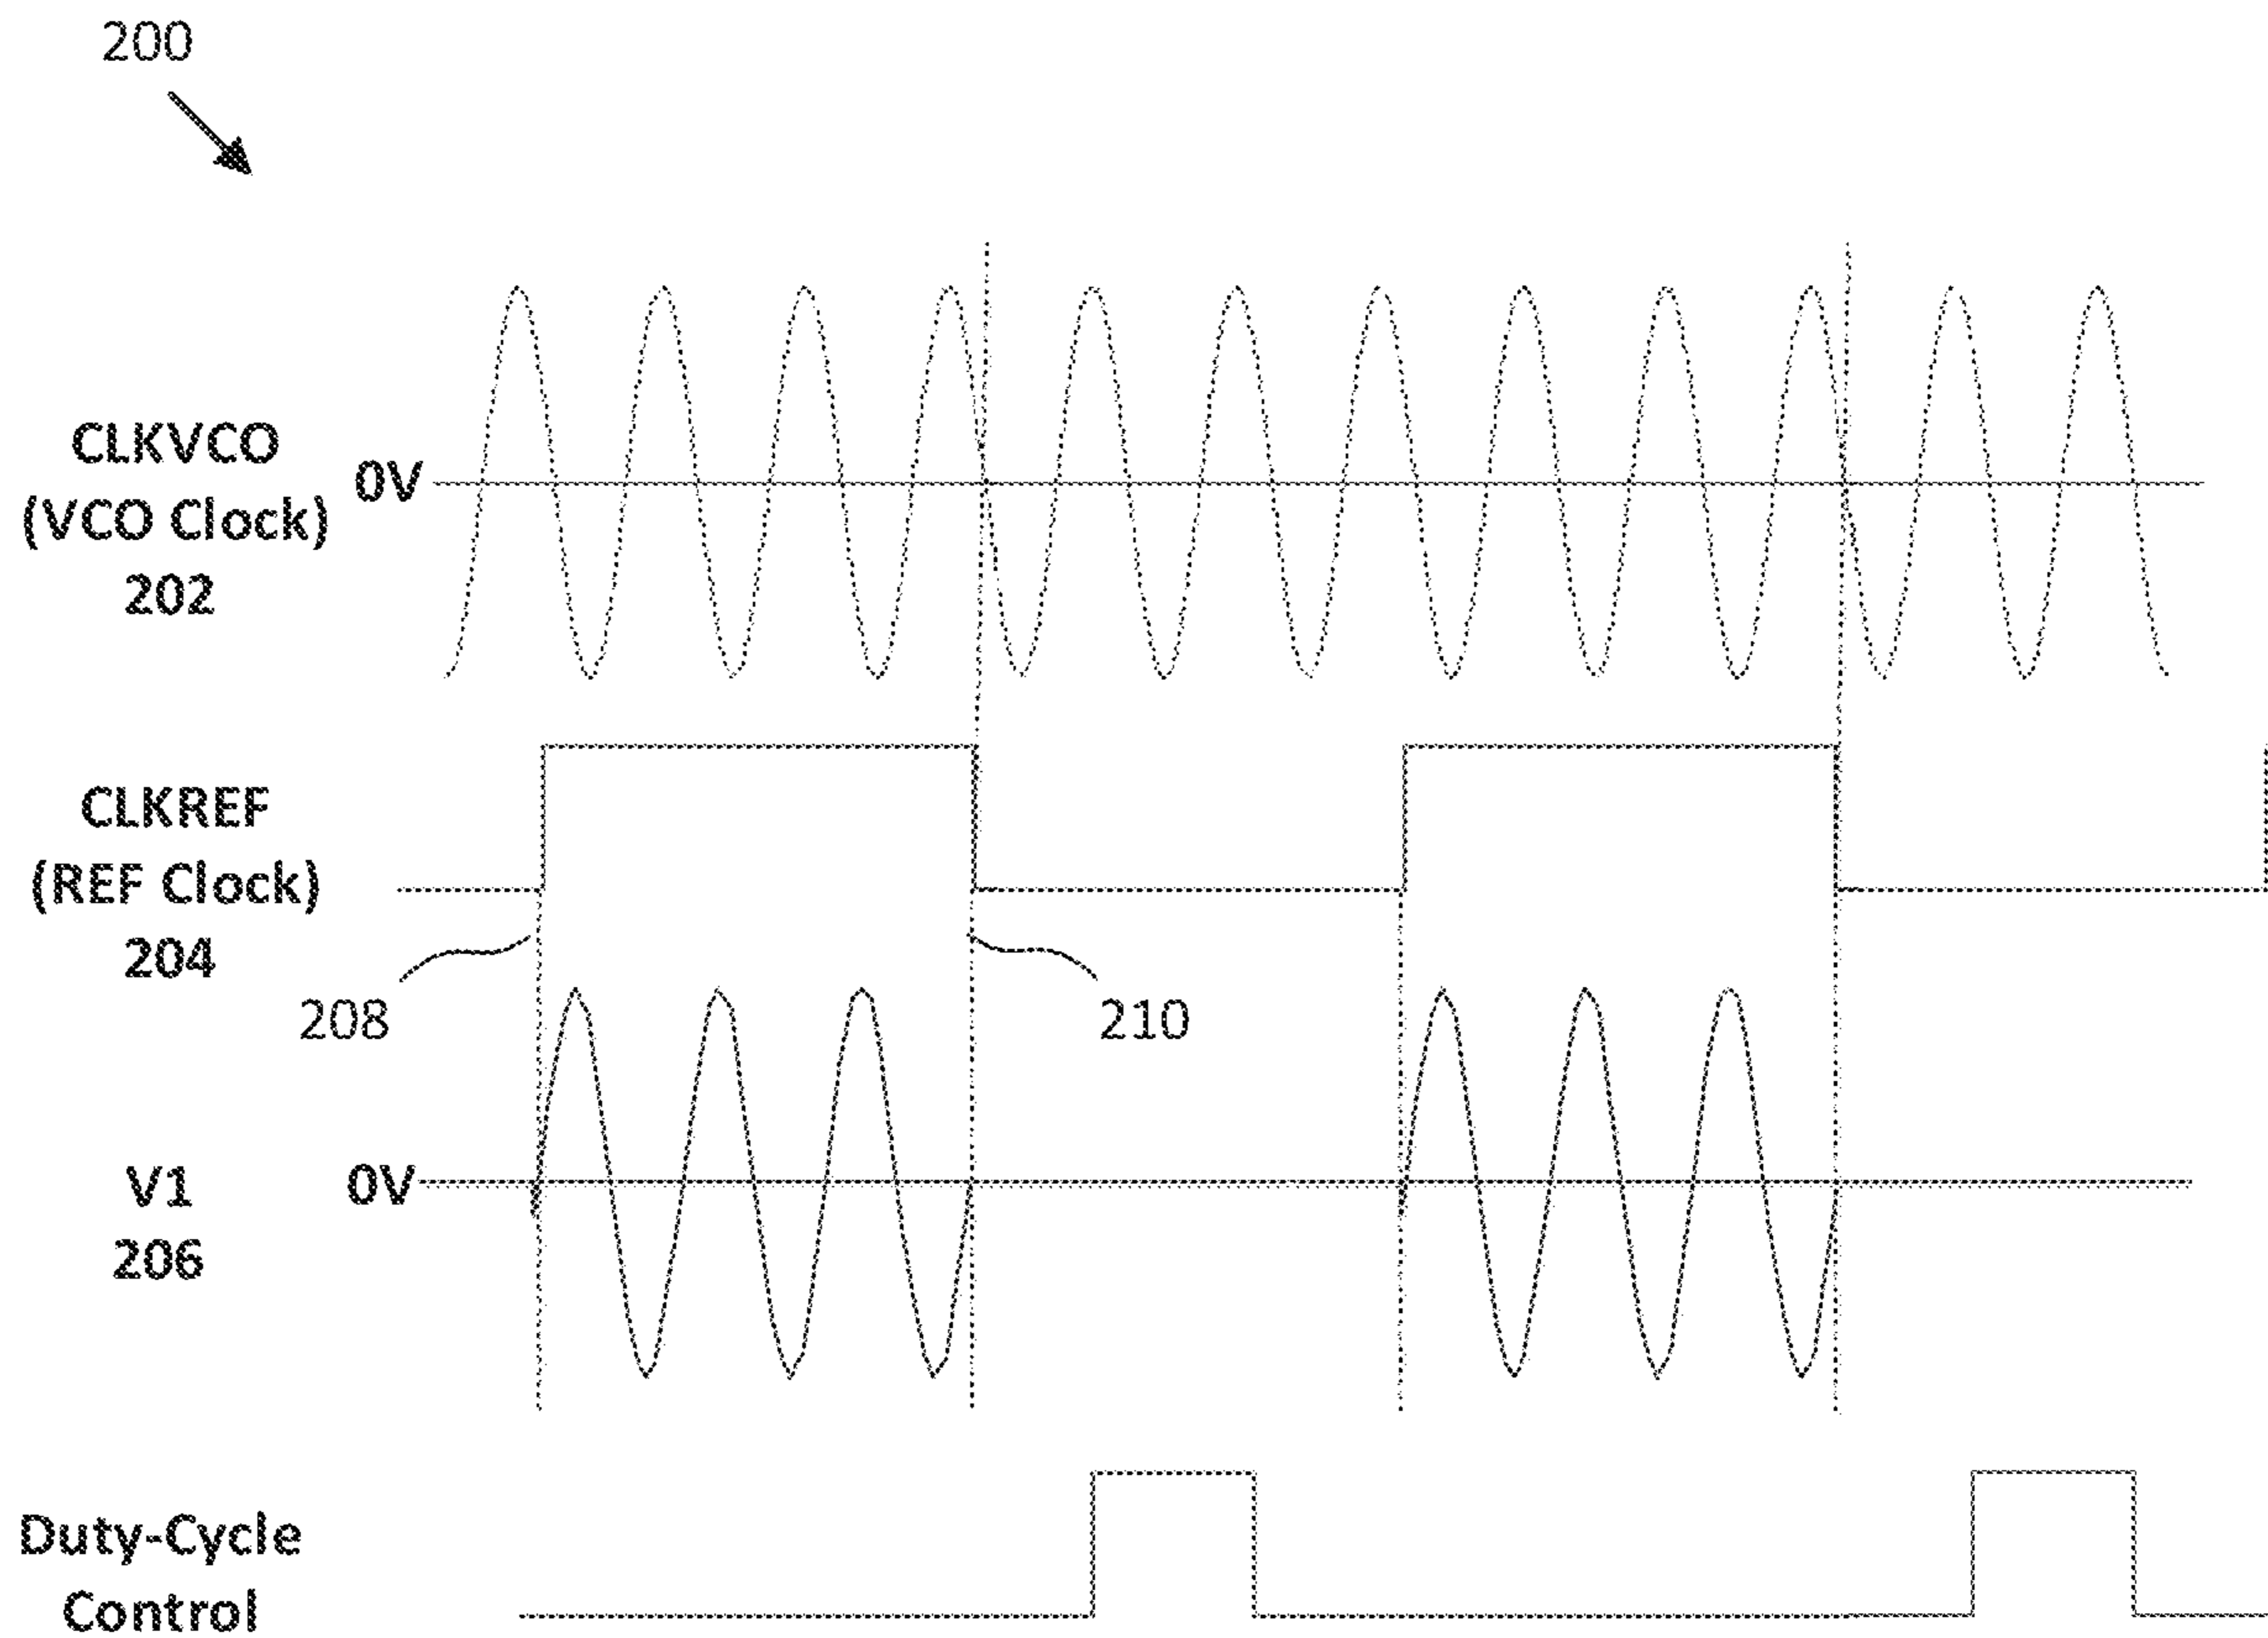 200
CLKVCO
(VCO Clock)
202
0V
CLKREF
(REF Clock)
204
208
210
V1
206
0V
Duty-Cycle
Control